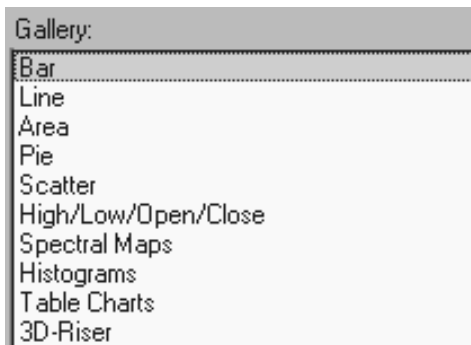 Gallery:
Bar
Line
Area
Pie
Scatter
High/Low/Open/Close
Spectral Maps
Histograms
Table Charts
3D-Riser